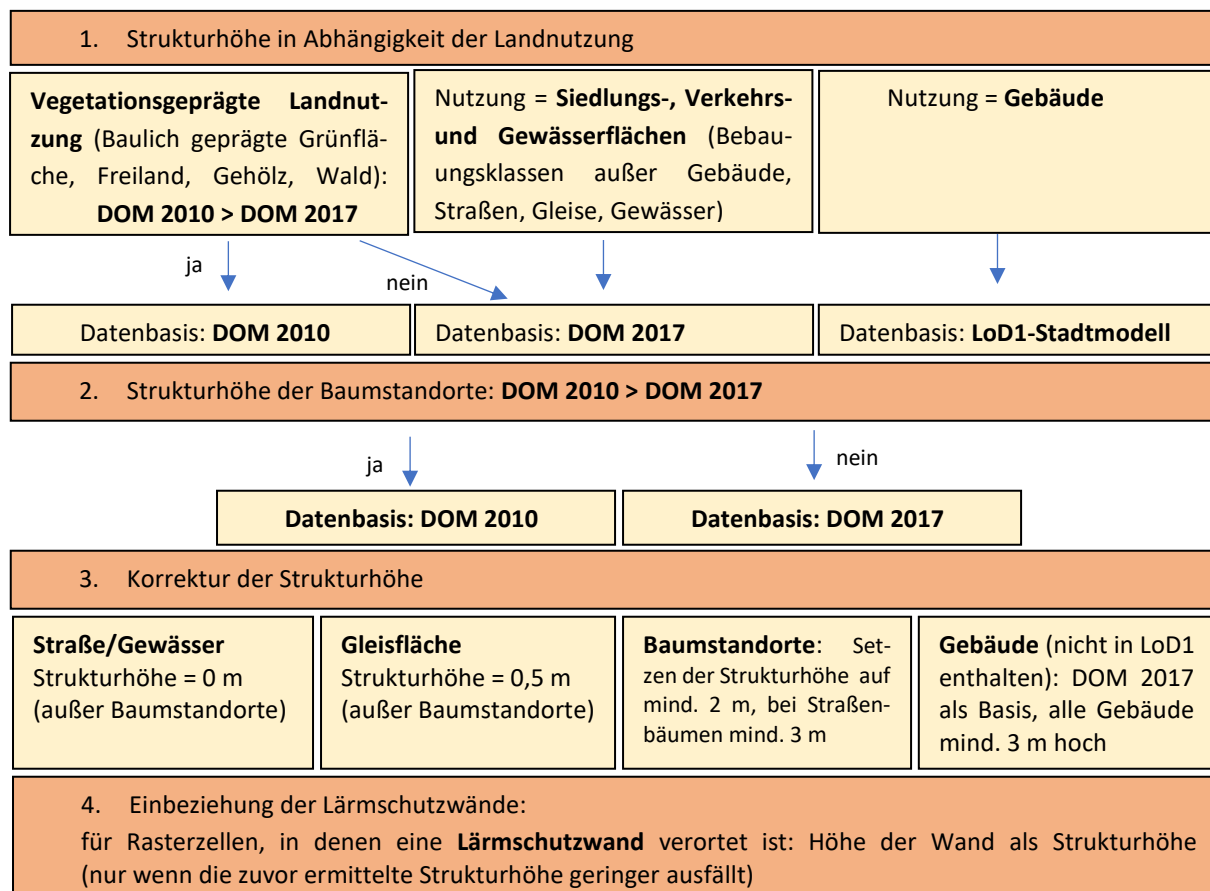 1. Strukturhöhe in Abhängigkeit der Landnutzung
Vegetationsgeprägte Landnut-
zung (Baulich geprägte Grünflä-
che, Freiland, Gehölz, Wald):
DOM 2010 > DOM 2017
Nutzung = Siedlungs-, Verkehrs-
und Gewässerflächen (Bebau-
ungsklassen außer Gebäude,
Straßen, Gleise, Gewässer)
Nutzung = Gebäude
ja
nein
Datenbasis: DOM 2010
Datenbasis: DOM 2017
Datenbasis: LoD1-Stadtmodell
2. Strukturhöhe der Baumstandorte: DOM 2010 > DOM 2017
ja
nein
Datenbasis: DOM 2010
Datenbasis: DOM 2017
3. Korrektur der Strukturhöhe
Straße/Gewässer
Strukturhöhe = 0 m
(außer Baumstandorte)
Gleisfläche
Strukturhöhe = 0,5 m
(außer Baumstandorte)
Baumstandorte: Set-
zen der Strukturhöhe auf
mind. 2 m, bei Straßen-
bäumen mind. 3 m
Gebäude (nicht in LoD1
enthalten): DOM 2017
als Basis, alle Gebäude
mind. 3 m hoch
4. Einbeziehung der Lärmschutzwände:
für Rasterzellen, in denen eine Lärmschutzwand verortet ist: Höhe der Wand als Strukturhöhe
(nur wenn die zuvor ermittelte Strukturhöhe geringer ausfällt)